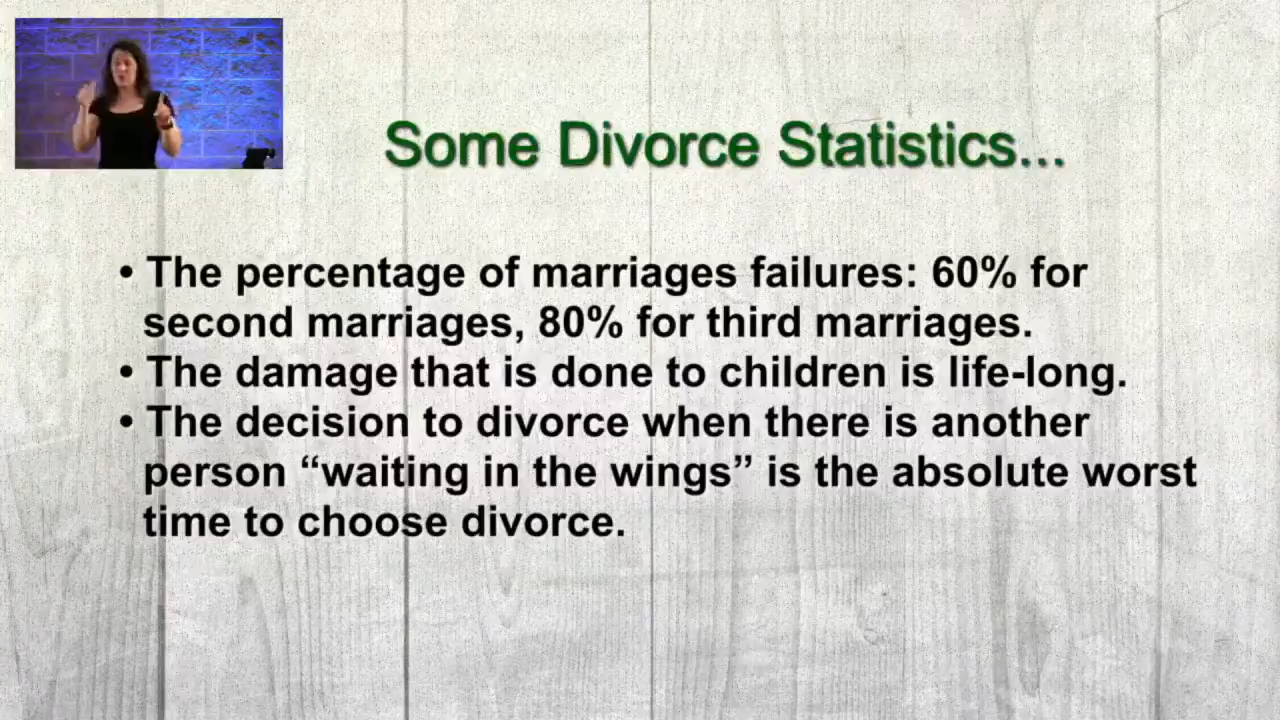 Some Divorce Statistics...
• The percentage of marriages failures: 60% for
second marriages, 80% for third marriages.
• The damage that is done to children is life-long.
• The decision to divorce when there is another
person “waiting in the wings” is the absolute worst
time to choose divorce.